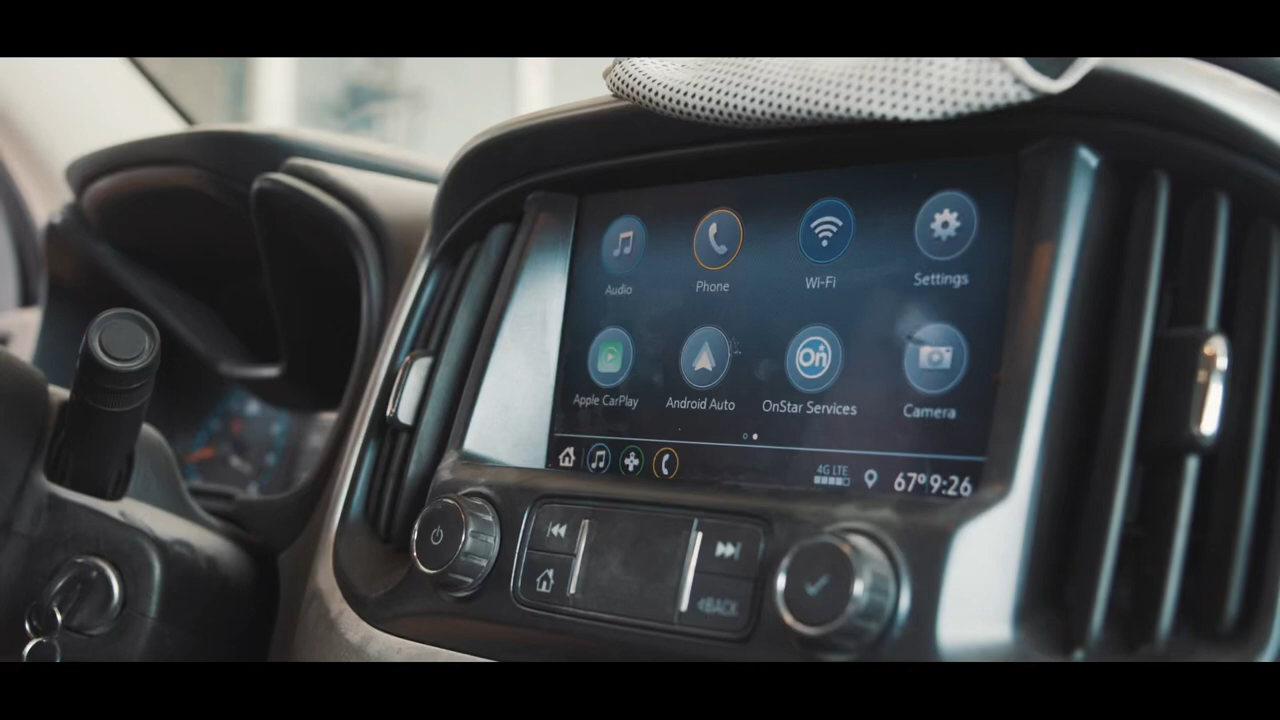 Audio
Phone
Wi-Fi
Settings
Apple CarPlay
Android Auto
On
OnStar Services
Camera
4G LTE
67° 9:26
BACK